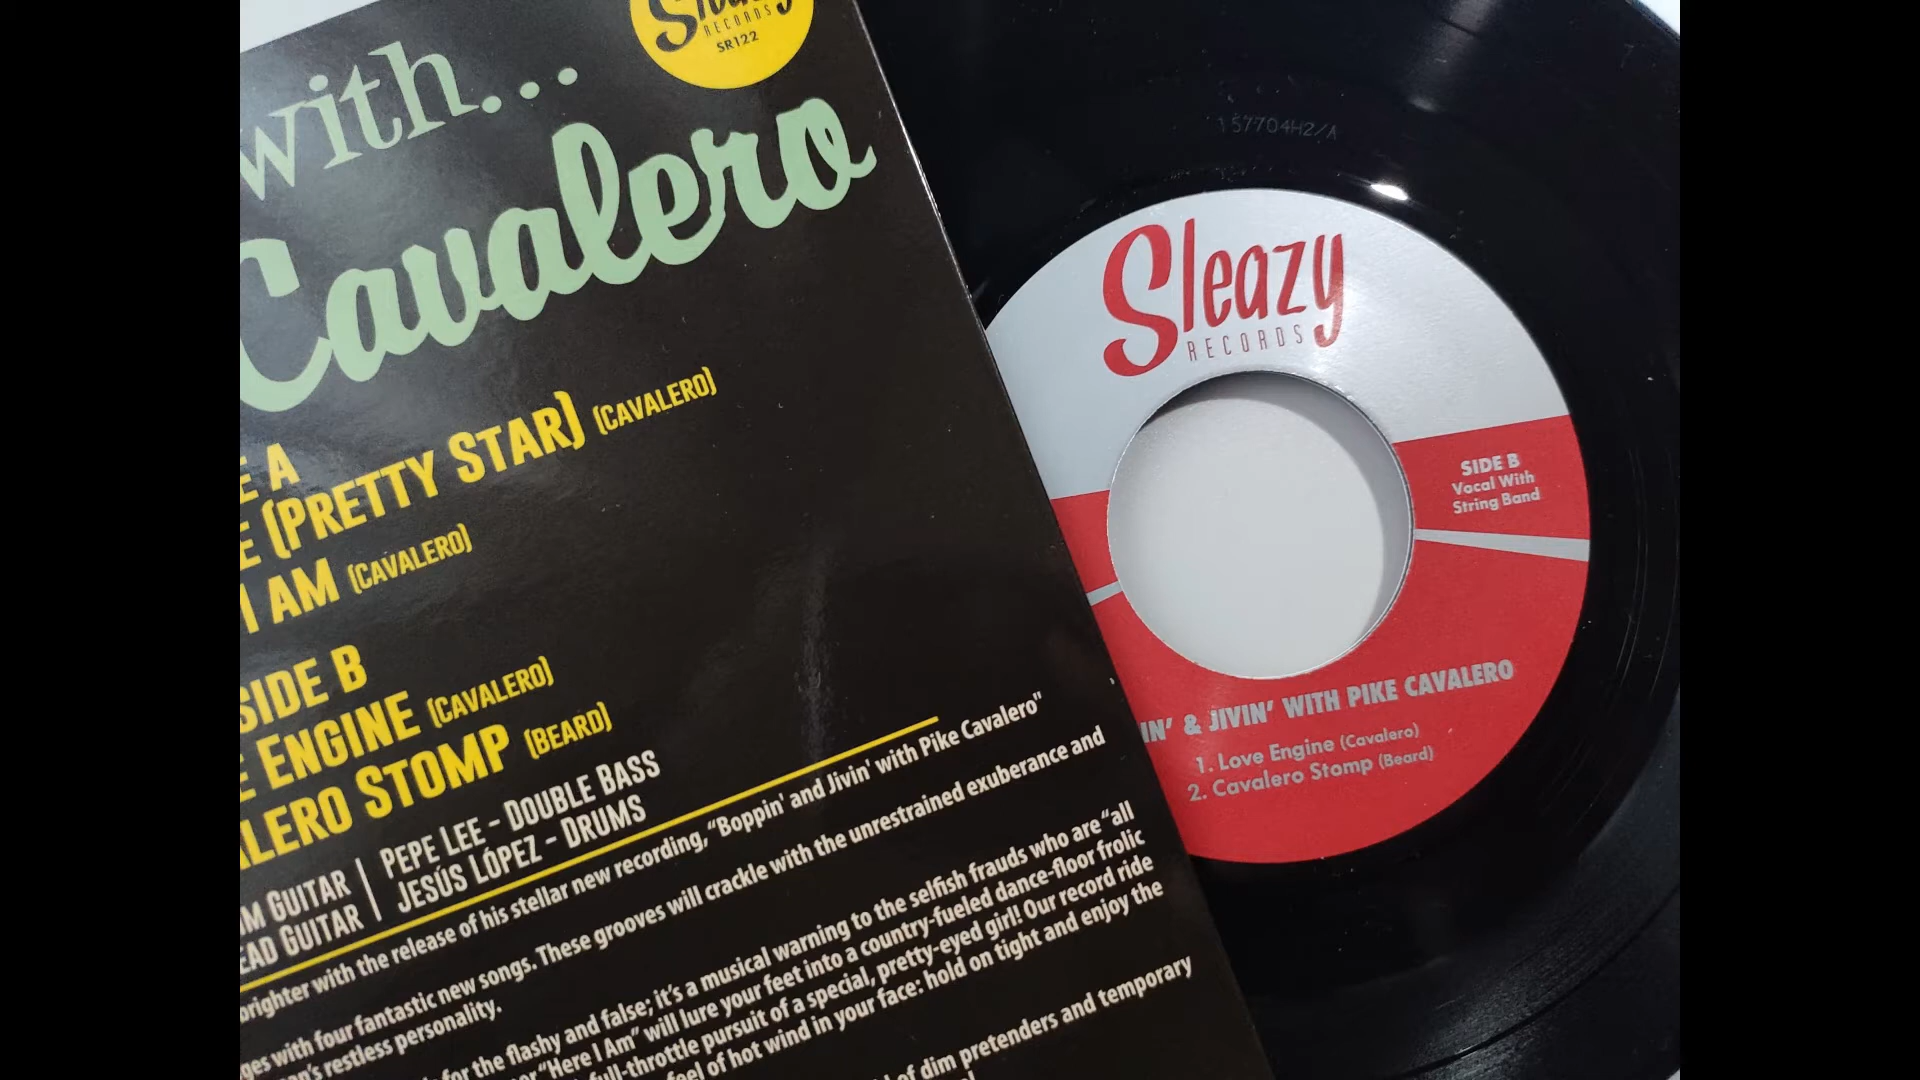 with...
Cavalero
Sleazy
RECORDS
SR122
A
(PRETTY STAR) (CAVALERO)
I AM (CAVALERO)
SIDE B
ENGINE (CAVALERO)
STOMP (BEARD)
GUITAR | PEPE LEE - DOUBLE BASS
GUITAR | JESÚS LÓPEZ - DRUMS
with the release of his stellar new recording, "Boppin' and Jivin' with Pike Cavalero"
with four fantastic new songs. These grooves will crackle with the unrestrained exuberance and
restless personality.
for the flashy and false; it's a musical warning to the selfish frauds who are "all
"Here I Am" will lure your feet into a country-fueled dance-floor frolic
full-throttle pursuit of a special, pretty-eyed girl! Our record ride
feel of hot wind in your face: hold on tight and enjoy the
of dim pretenders and temporary
157704H2/A
Sleazy
RECORDS
SIDE B
Vocal With
String Band
& JIVIN' WITH PIKE CAVALERO
1. Love Engine (Cavalero)
2. Cavalero Stomp (Beard)